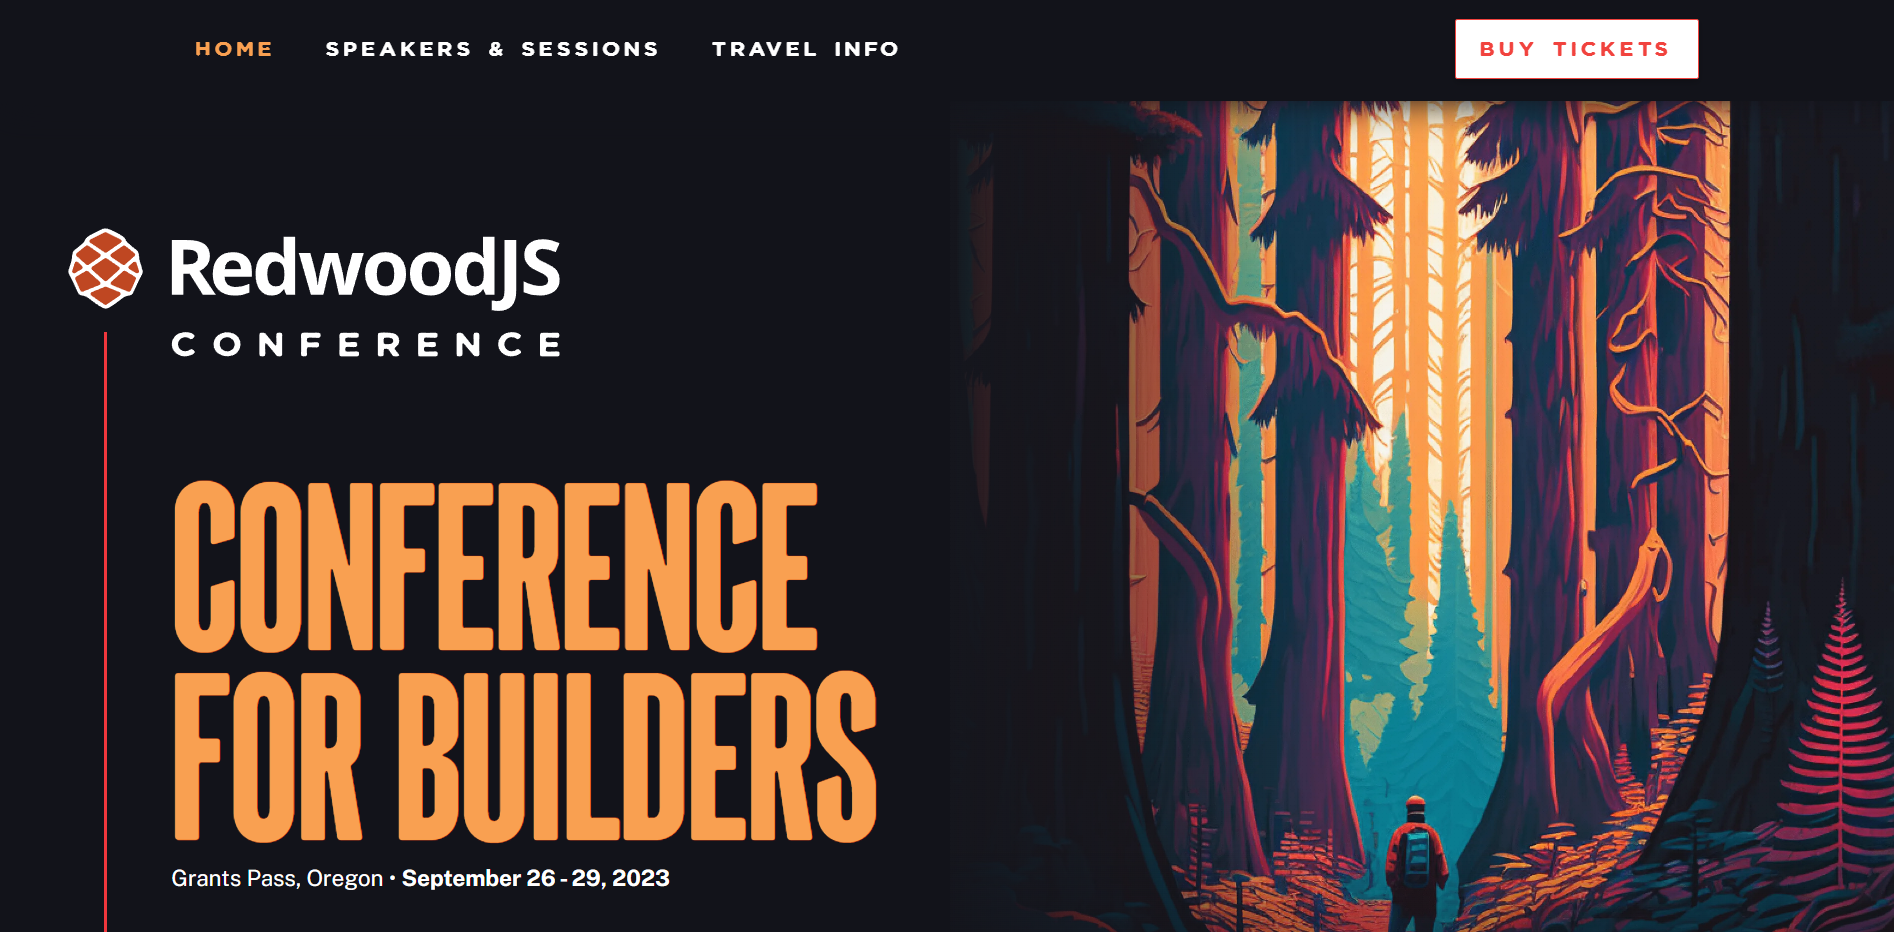 HOME SPEAKERS & SESSIONS TRAVEL INFO BUY TICKETS
RedwoodJS
CONFERENCE
CONFERENCE
FOR BUILDERS
Grants Pass, Oregon • September 26 - 29, 2023